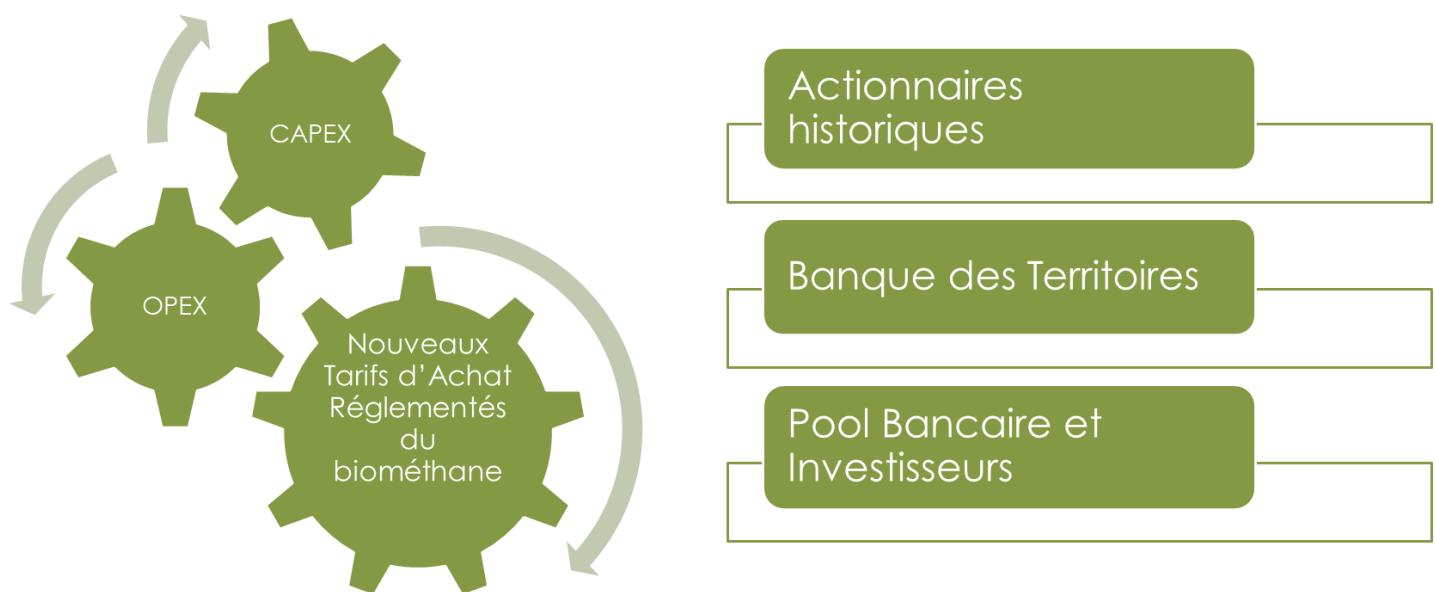 CAPEX
OPEX
Nouveaux
Tarifs d’Achat
Réglementés
du
biométhane
Actionnaires
historiques
Banque des Territoires
Pool Bancaire et
Investisseurs